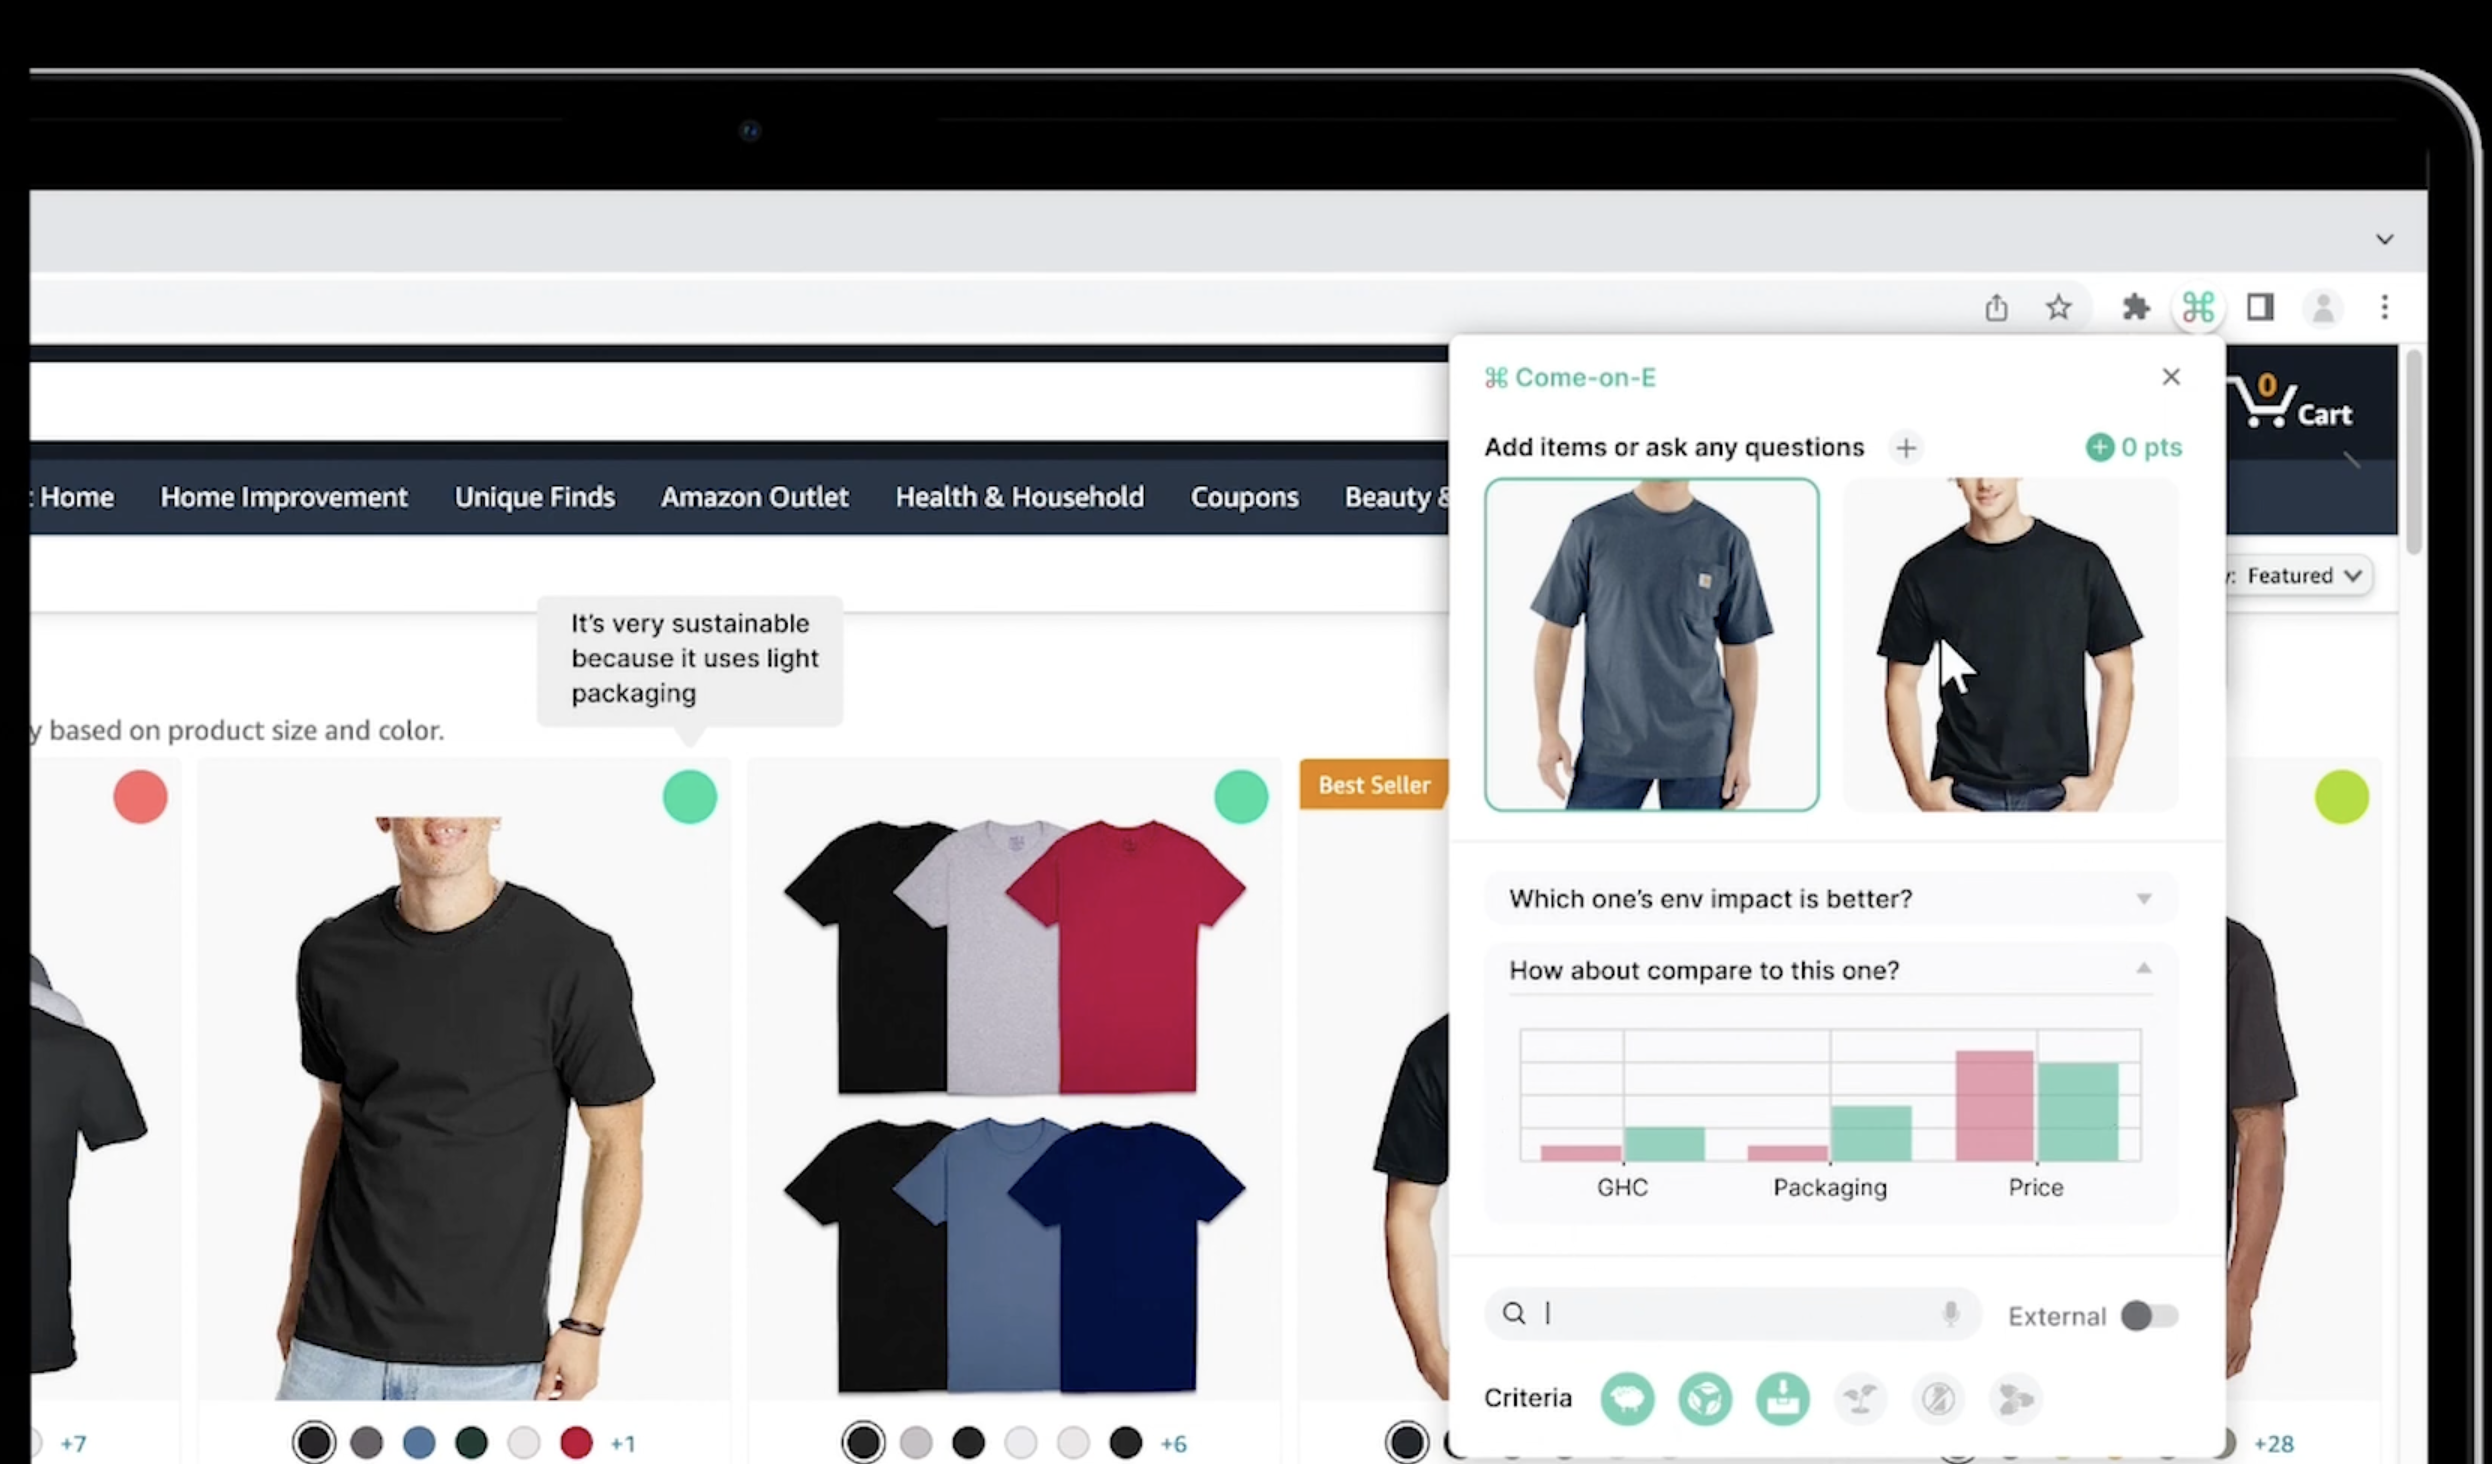 Come-on-E
Add items or ask any questions
0 pts
0
Cart
Home
Home Improvement
Unique Finds
Amazon Outlet
Health & Household
Coupons
Beauty &
Featured
It's very sustainable
because it uses light
packaging
y based on product size and color.
Best Seller
Which one's env impact is better?
How about compare to this one?
GHC
Packaging
Price
External
Criteria
+7
+1
+6
+28